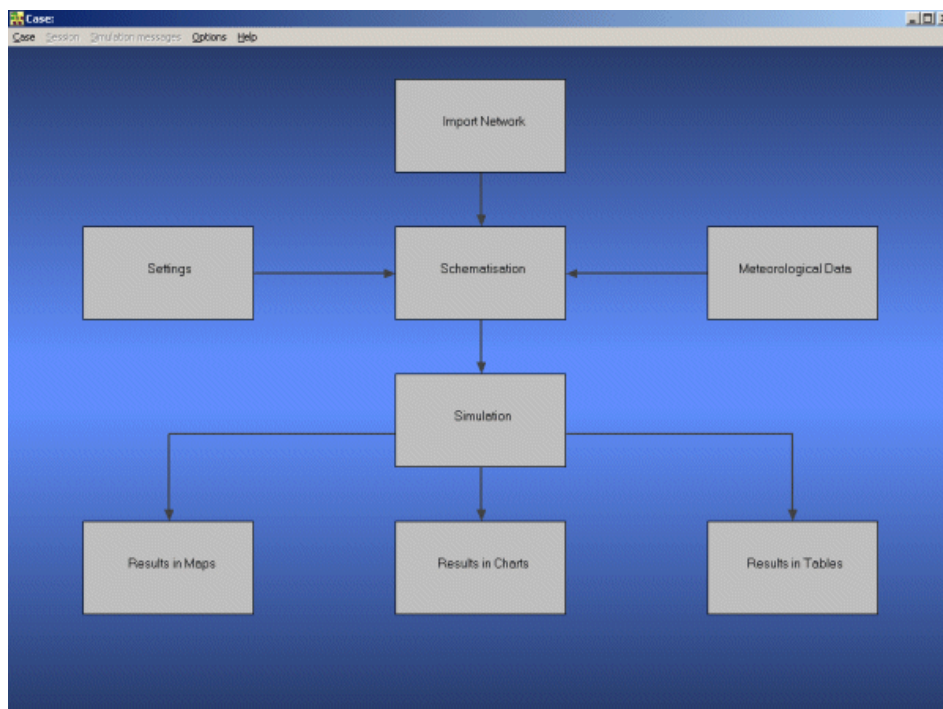 Case:
Case Session Simulation messages Options Help
Import Network
Settings Schematisation Meteorological Data
Simulation
Results in Maps Results in Charts Results in Tables